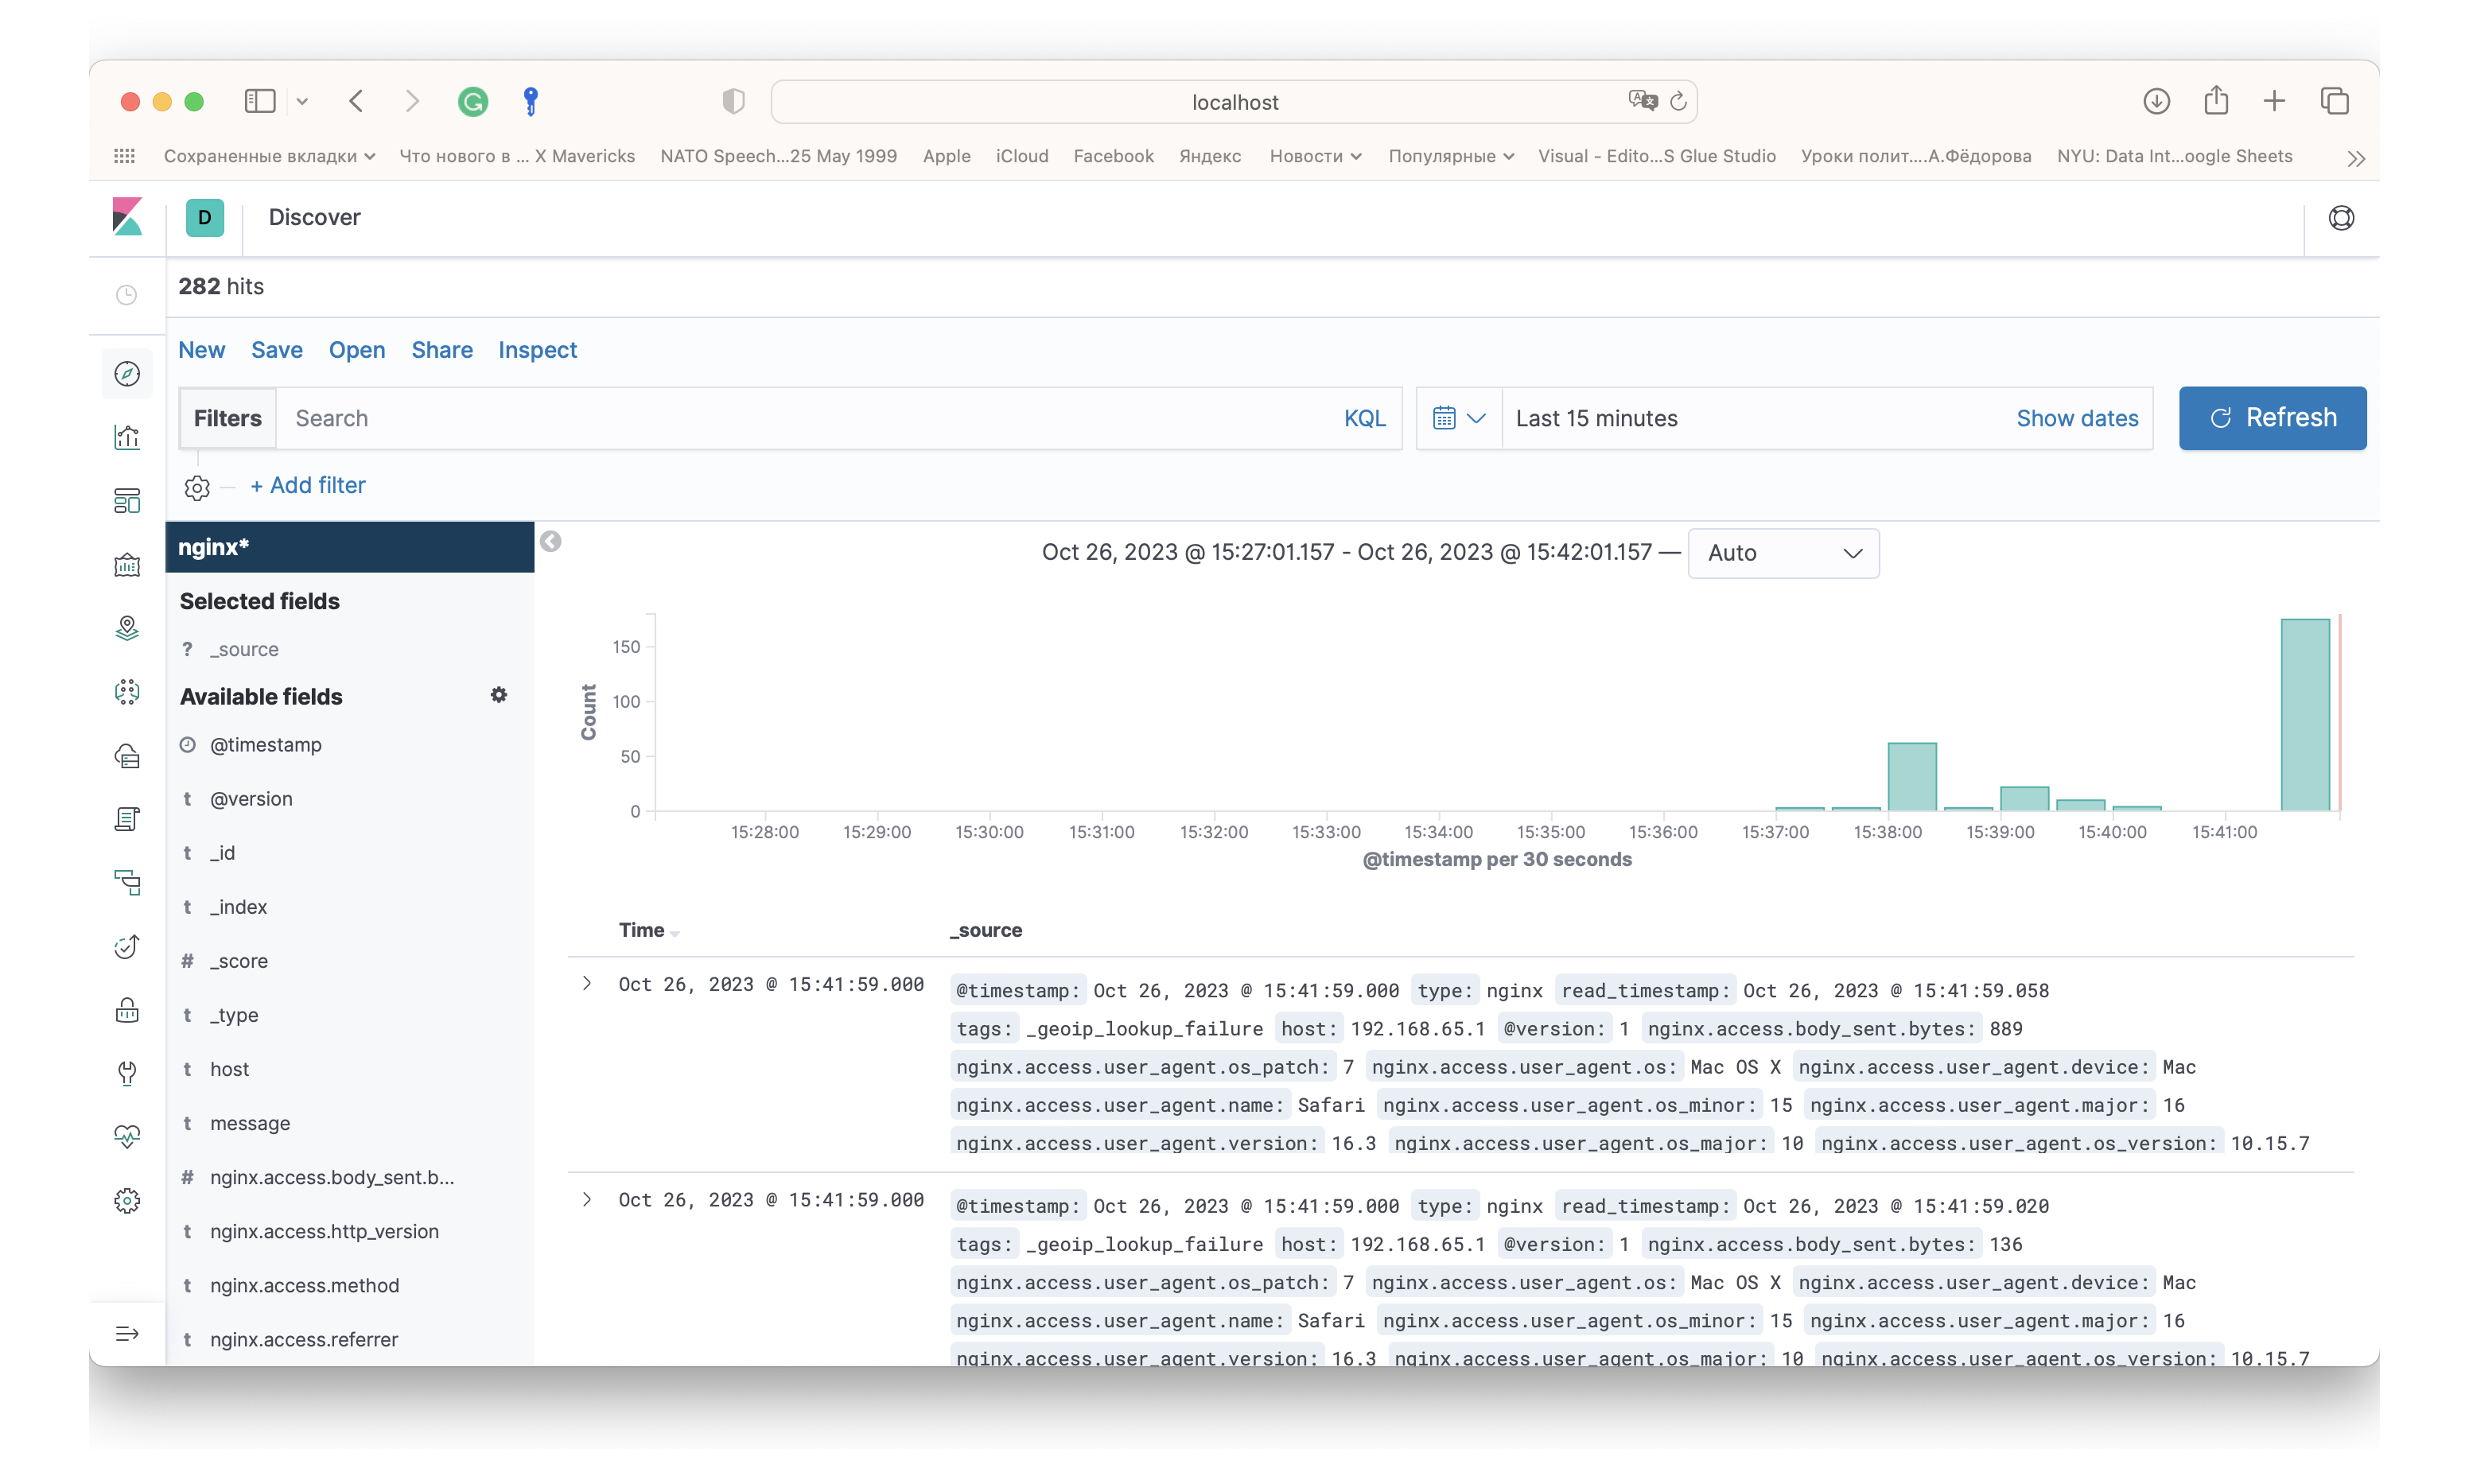 localhost
Сохраненные вкладки Что нового в ... X Mavericks NATO Speech...25 May 1999 Apple iCloud Facebook Яндекс Новости Популярные Visual - Edito...S Glue Studio Уроки полит....А.Фёдорова NYU: Data Int...oogle Sheets
D Discover
282 hits
New Save Open Share Inspect
Filters Search KQL Last 15 minutes Show dates Refresh
+ Add filter
nginx*
Oct 26, 2023 @ 15:27:01.157 - Oct 26, 2023 @ 15:42:01.157 — Auto
Selected fields
? _source
Available fields
@timestamp
t @version
t _id
t _index
# _score
t _type
t host
t message
# nginx.access.body_sent.b...
t nginx.access.http_version
t nginx.access.method
t nginx.access.referrer
Count
150
100
50
0
15:28:00 15:29:00 15:30:00 15:31:00 15:32:00 15:33:00 15:34:00 15:35:00 15:36:00 15:37:00 15:38:00 15:39:00 15:40:00 15:41:00
@timestamp per 30 seconds
Time _source
Oct 26, 2023 @ 15:41:59.000 @timestamp: Oct 26, 2023 @ 15:41:59.000 type: nginx read_timestamp: Oct 26, 2023 @ 15:41:59.058
tags: _geoip_lookup_failure host: 192.168.65.1 @version: 1 nginx.access.body_sent.bytes: 889
nginx.access.user_agent.os_patch: 7 nginx.access.user_agent.os: Mac OS X nginx.access.user_agent.device: Mac
nginx.access.user_agent.name: Safari nginx.access.user_agent.os_minor: 15 nginx.access.user_agent.major: 16
nginx.access.user_agent.version: 16.3 nginx.access.user_agent.os_major: 10 nginx.access.user_agent.os_version: 10.15.7
Oct 26, 2023 @ 15:41:59.000 @timestamp: Oct 26, 2023 @ 15:41:59.000 type: nginx read_timestamp: Oct 26, 2023 @ 15:41:59.020
tags: _geoip_lookup_failure host: 192.168.65.1 @version: 1 nginx.access.body_sent.bytes: 136
nginx.access.user_agent.os_patch: 7 nginx.access.user_agent.os: Mac OS X nginx.access.user_agent.device: Mac
nginx.access.user_agent.name: Safari nginx.access.user_agent.os_minor: 15 nginx.access.user_agent.major: 16
nginx.access.user_agent.version: 16.3 nginx.access.user_agent.os_major: 10 nginx.access.user_agent.os_version: 10.15.7